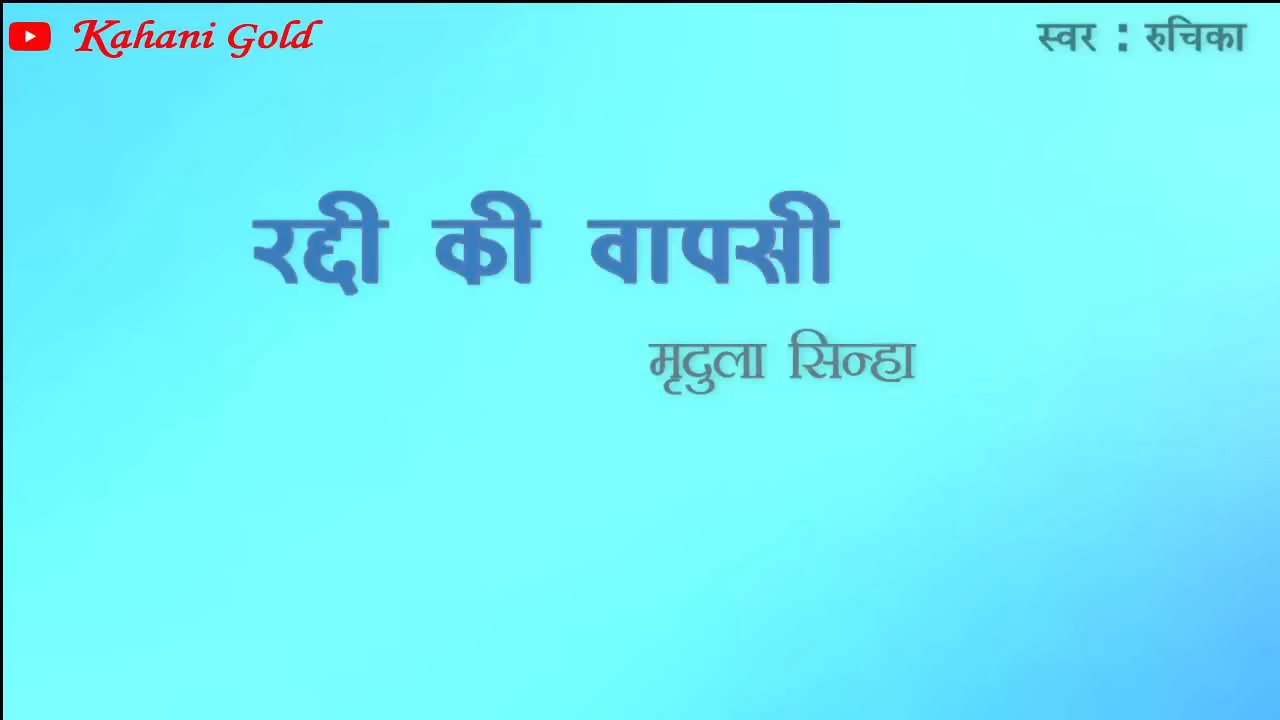 Kahani Gold
स्वर : रुचिका
रद्दी की वापसी
मृदुला सिन्हा